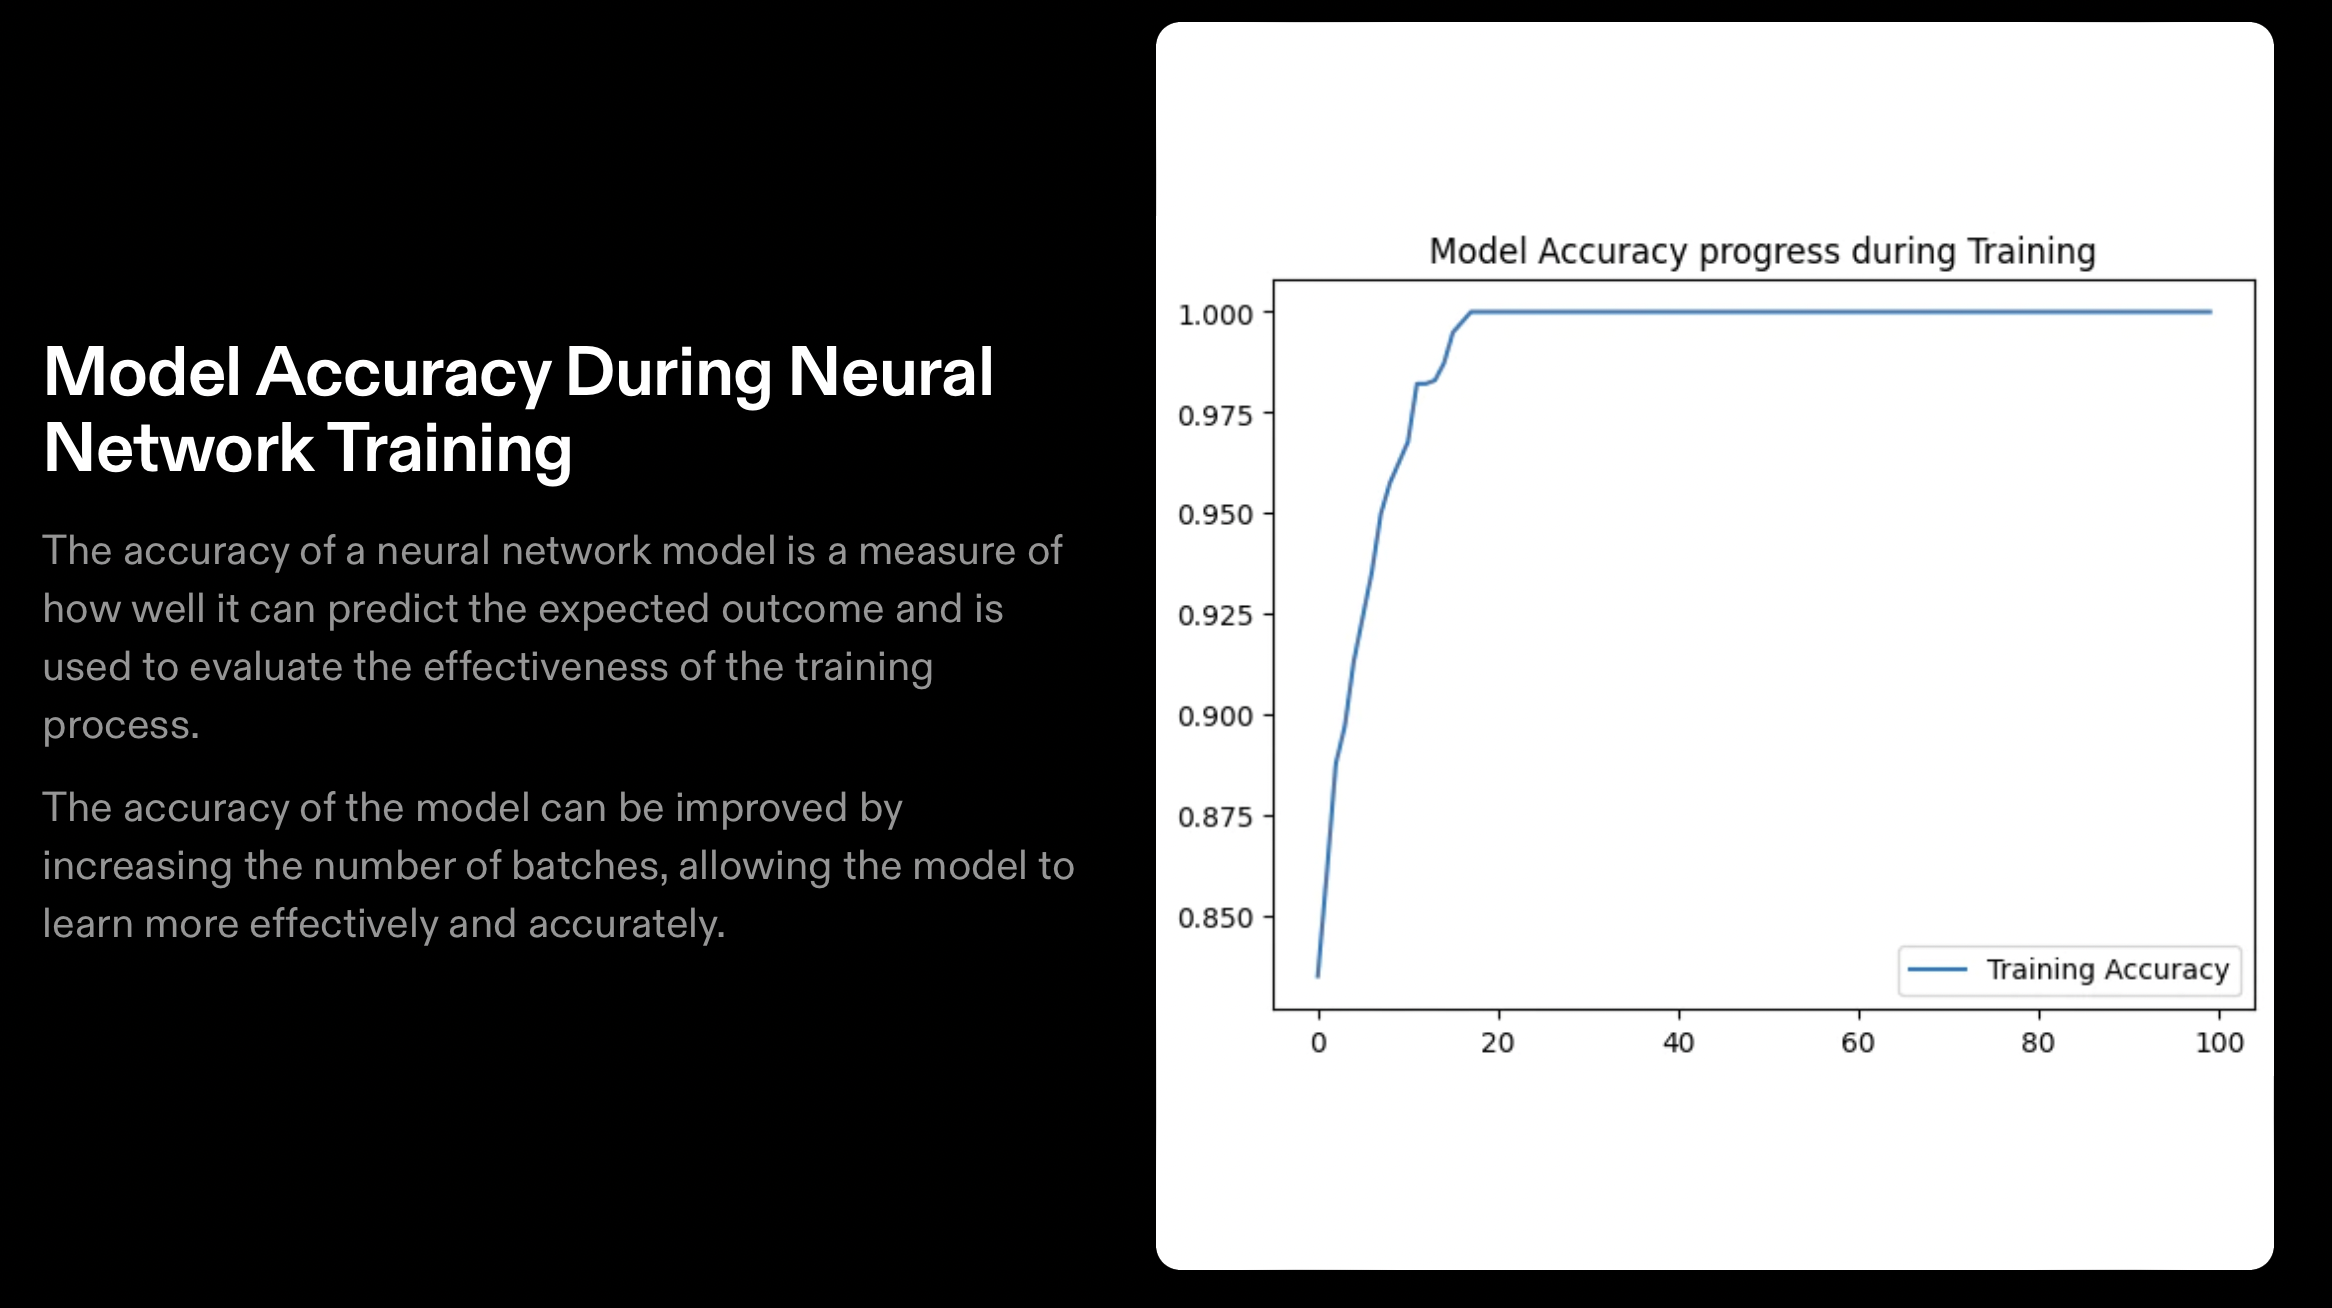 Model Accuracy During Neural
Network Training
The accuracy of a neural network model is a measure of
how well it can predict the expected outcome and is
used to evaluate the effectiveness of the training
process.
The accuracy of the model can be improved by
increasing the number of batches, allowing the model to
learn more effectively and accurately.
Model Accuracy progress during Training
1.000
0.975
0.950
0.925
0.900
0.875
0.850
Training Accuracy
0 20 40 60 80 100